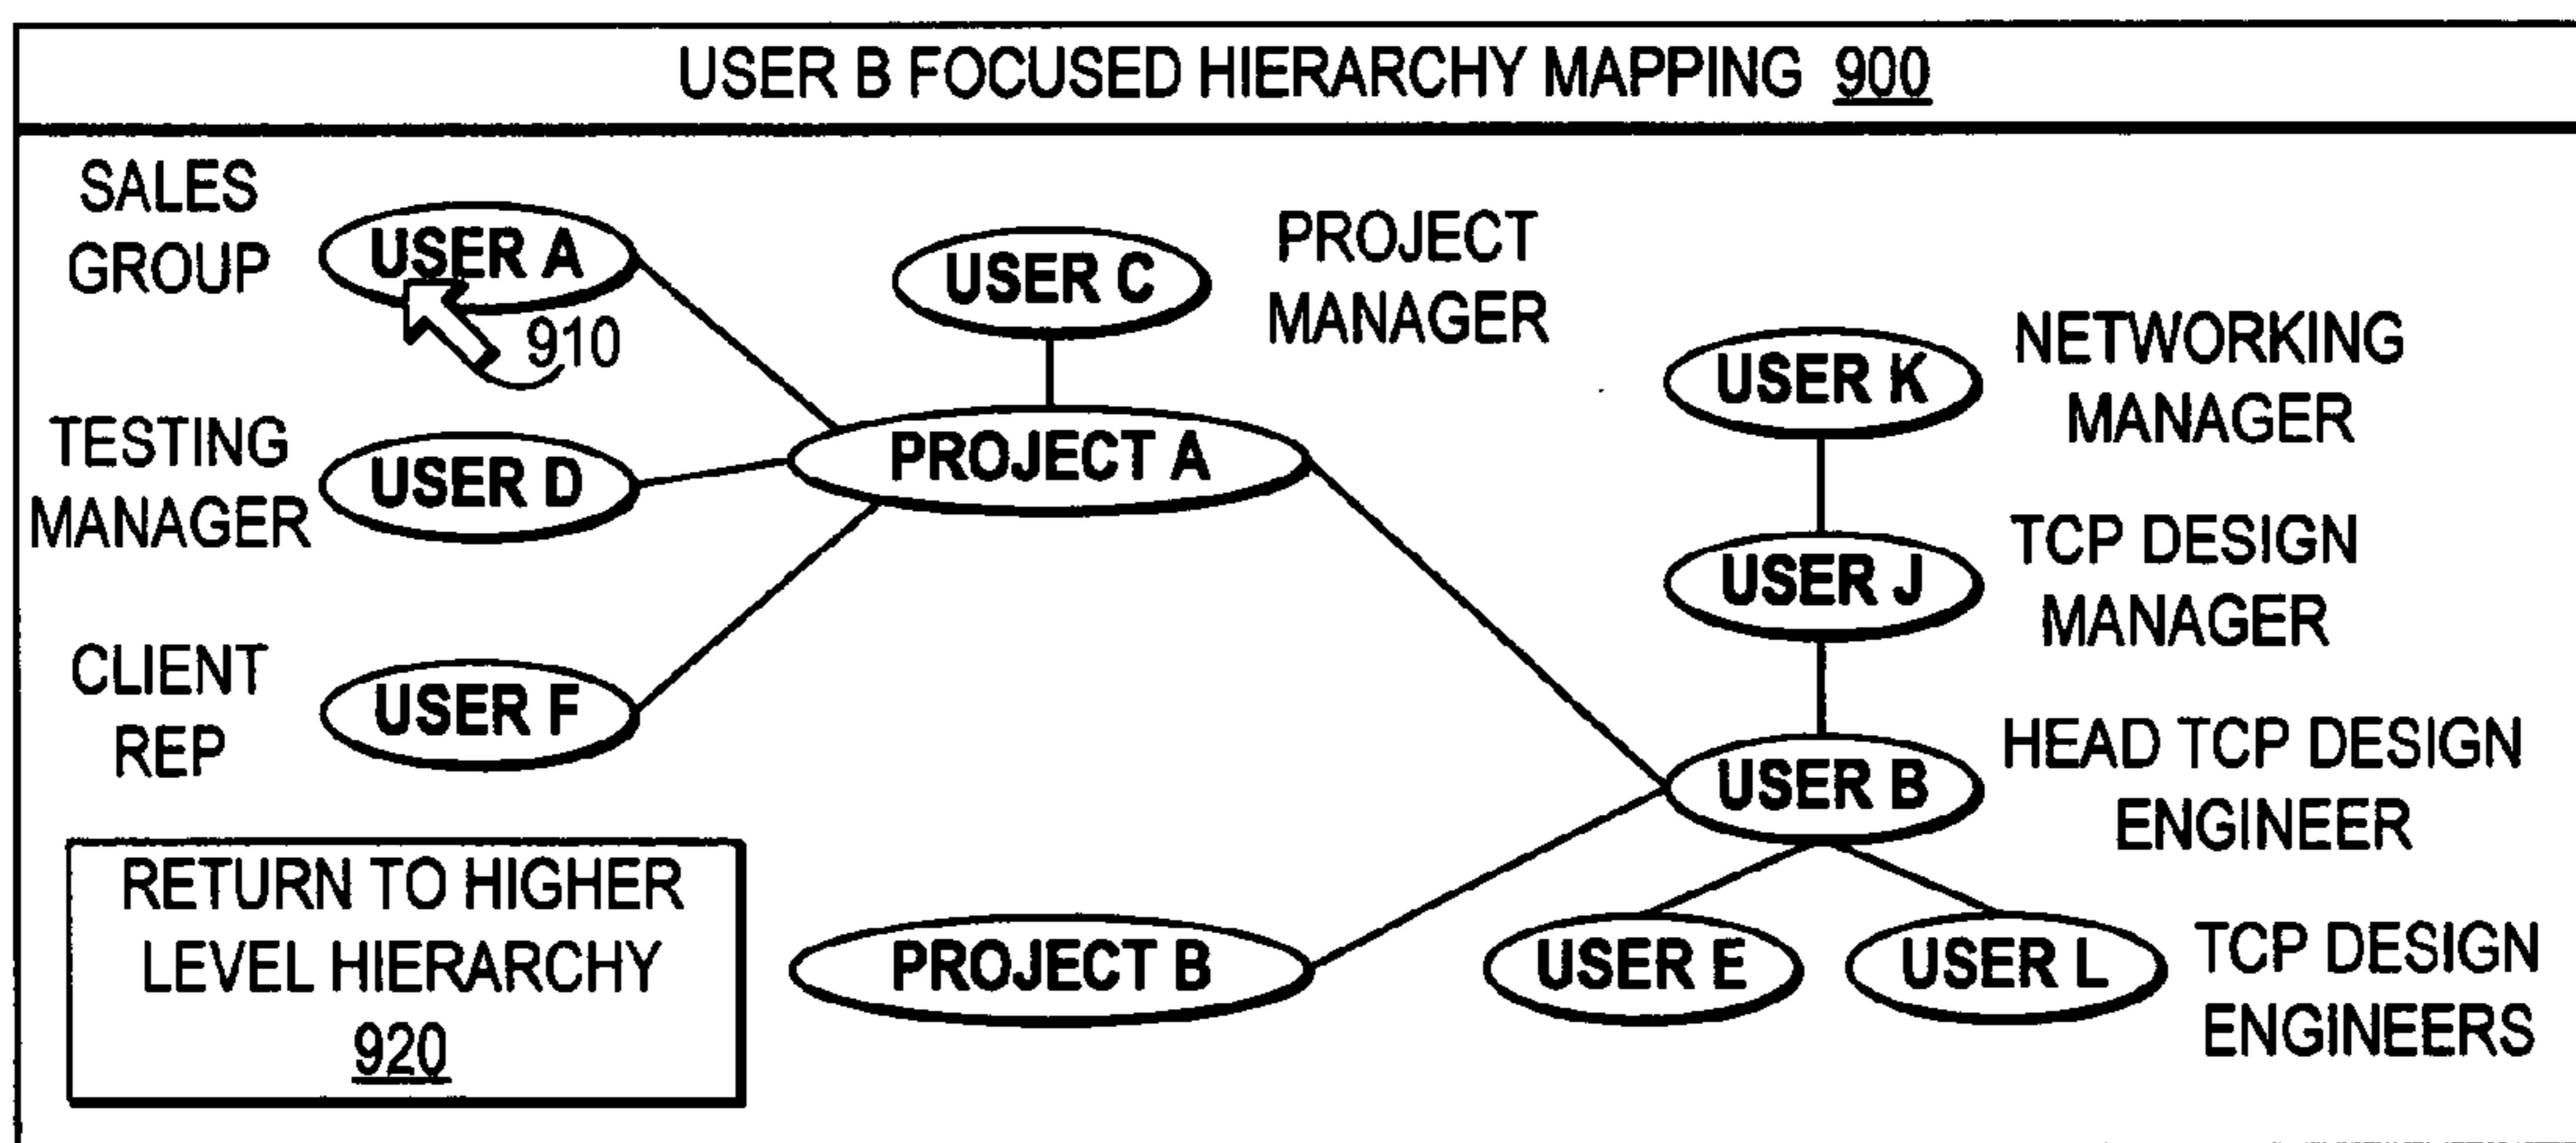 USER B FOCUSED HIERARCHY MAPPING 900
SALES
GROUP
USER A
910
USER C
PROJECT
MANAGER
USER K
NETWORKING
MANAGER
TESTING
MANAGER
USER D
PROJECT A
USER J
TCP DESIGN
MANAGER
CLIENT
REP
USER F
USER B
HEAD TCP DESIGN
ENGINEER
RETURN TO HIGHER
LEVEL HIERARCHY
920
PROJECT B
USER E
USER L
TCP DESIGN
ENGINEERS